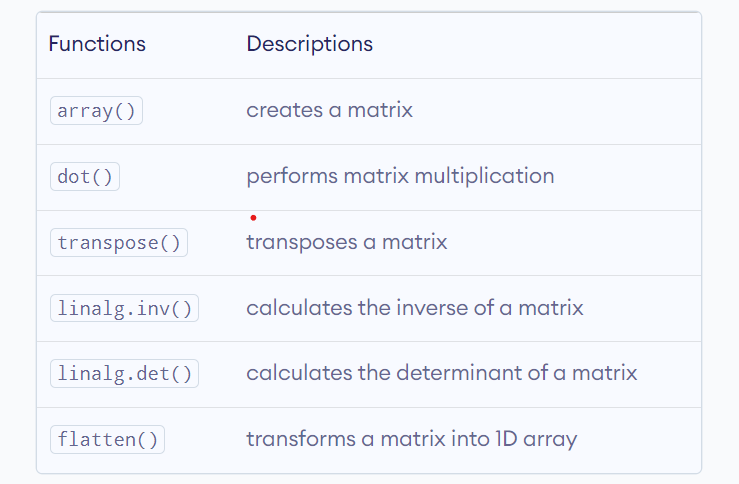 Functions Descriptions
array() creates a matrix
dot() performs matrix multiplication
transpose() transposes a matrix
linalg.inv() calculates the inverse of a matrix
linalg.det() calculates the determinant of a matrix
flatten() transforms a matrix into 1D array